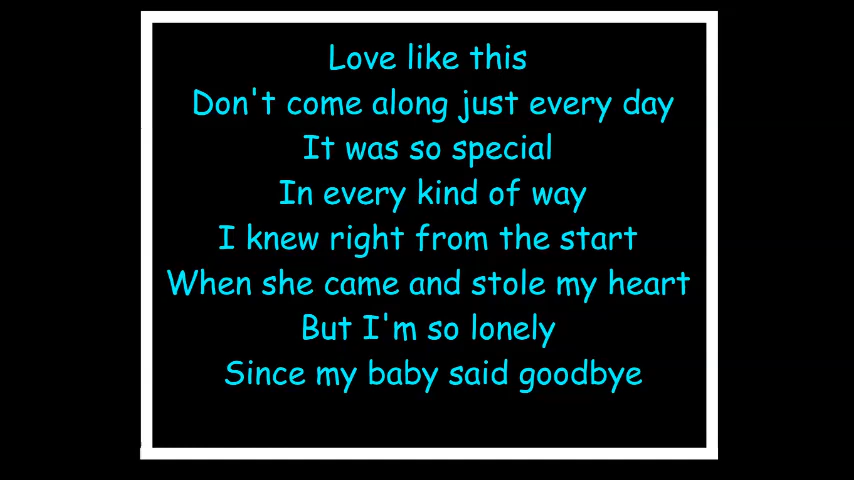 Love like this
Don't come along just every day
It was so special
In every kind of way
I knew right from the start
When she came and stole my heart
But I'm so lonely
Since my baby said goodbye